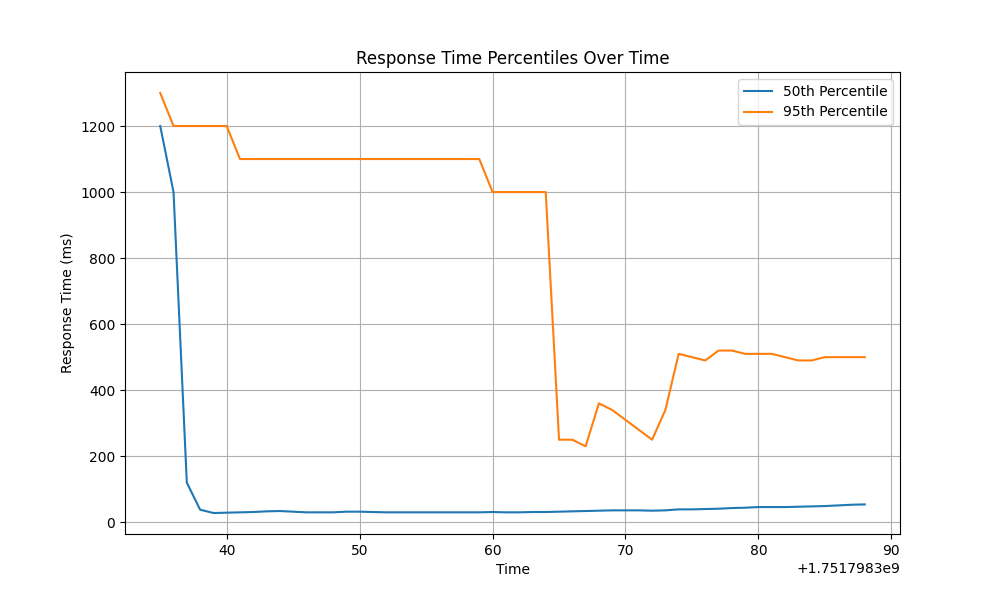 Response Time Percentiles Over Time
50th Percentile
95th Percentile
Response Time (ms)
1200
1000
800
600
400
200
0
40 50 60 70 80 90
Time
+1.7517983e9